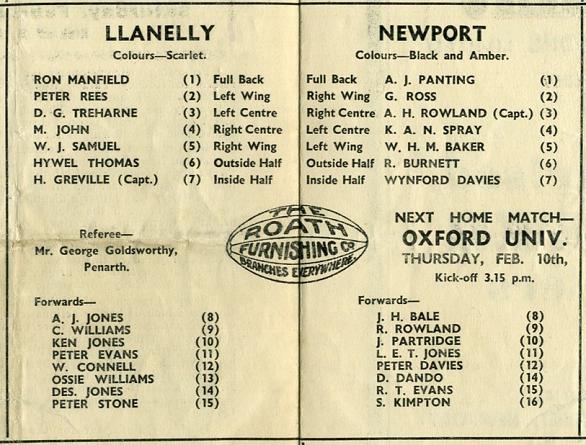 LLANELLY
Colours—Scarlet.
RON MANFIELD (1) Full Back
PETER REES (2) Left Wing
D. G. TREHARNE (3) Left Centre
M. JOHN (4) Right Centre
W. J. SAMUEL (5) Right Wing
HYWEL THOMAS (6) Outside Half
H. GREVILLE (Capt.) (7) Inside Half
Referee—
Mr. George Goldsworthy,
Penarth.
Forwards—
A. J. JONES (8)
C. WILLIAMS (9)
KEN JONES (10)
PETER EVANS (11)
W. CONNELL (12)
OSSIE WILLIAMS (13)
DES. JONES (14)
PETER STONE (15)
THE
ROATH
FURNISHING CO
BRANCHES EVERYWHERE.
NEWPORT
Colours—Black and Amber.
Full Back A. J. PANTING (1)
Right Wing G. ROSS (2)
Right Centre A. H. ROWLAND (Capt.) (3)
Left Centre K. A. N. SPRAY (4)
Left Wing W. H. M. BAKER (5)
Outside Half R. BURNETT (6)
Inside Half WYNFORD DAVIES (7)
NEXT HOME MATCH—
OXFORD UNIV.
THURSDAY, FEB. 10th,
Kick-off 3.15 p.m.
Forwards—
J. H. BALE (8)
R. ROWLAND (9)
J. PARTRIDGE (10)
L. E. T. JONES (11)
PETER DAVIES (12)
D. DANDO (14)
R. T. EVANS (15)
S. KIMPTON (16)